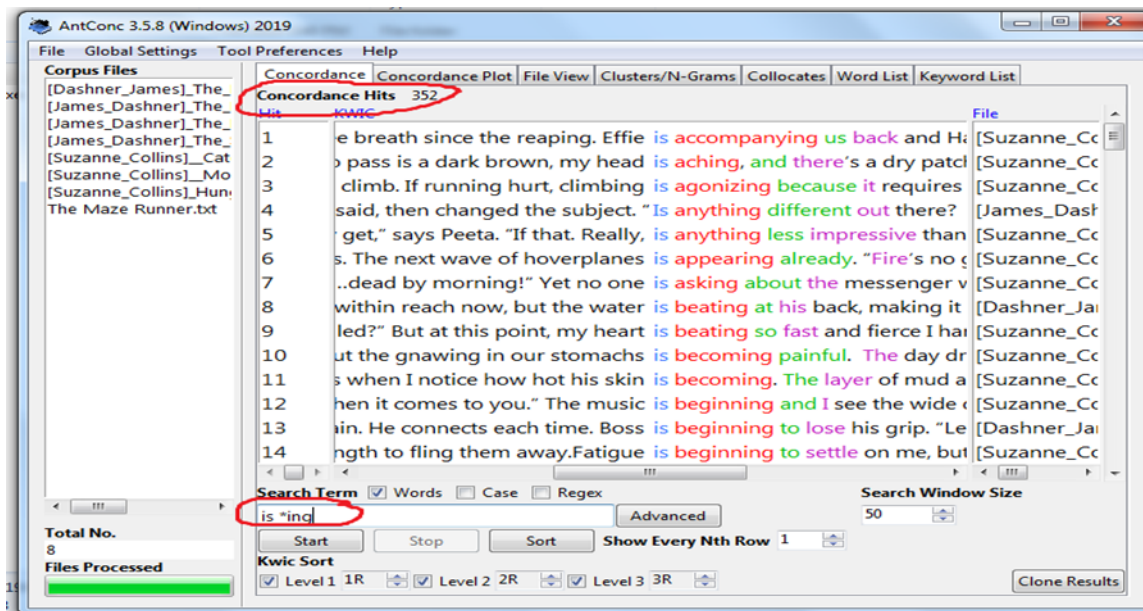 AntConc 3.5.8 (Windows) 2019
File Global Settings Tool Preferences Help
Corpus Files
[Dashner_James]_The_
[James_Dashner]_The_
[James_Dashner]_The_
[James_Dashner]_The_
[Suzanne_Collins]__Cat
[Suzanne_Collins]__Mo
[Suzanne_Collins]_Hun
The Maze Runner.txt
Total No.
8
Files Processed
Concordance Concordance Plot File View Clusters/N-Grams Collocates Word List Keyword List
Concordance Hits 352
Hit KWIC File
1 e breath since the reaping. Effie is accompanying us back and Ha [Suzanne_Cc
2 pass is a dark brown, my head is aching, and there's a dry patcl [Suzanne_Cc
3 climb. If running hurt, climbing is agonizing because it requires [Suzanne_Cc
4 said, then changed the subject. "Is anything different out there? [James_Dash
5 get," says Peeta. "If that. Really, is anything less impressive than [Suzanne_Cc
6 s. The next wave of hoverplanes is appearing already. "Fire's no [Suzanne_Cc
7 ...dead by morning!" Yet no one is asking about the messenger [Suzanne_Cc
8 within reach now, but the water is beating at his back, making it [Dashner_Jai
9 led?" But at this point, my heart is beating so fast and fierce I hai [Suzanne_Cc
10 ut the gnawing in our stomachs is becoming painful. The day dr [Suzanne_Cc
11 s when I notice how hot his skin is becoming. The layer of mud a [Suzanne_Cc
12 hen it comes to you." The music is beginning and I see the wide [Suzanne_Cc
13 in. He connects each time. Boss is beginning to lose his grip. "Le [Dashner_Jai
14 ngth to fling them away.Fatigue is beginning to settle on me, but [Suzanne_Cc
Search Term Words Case Regex Search Window Size
is *ing Advanced 50
Start Stop Sort Show Every Nth Row 1
Kwic Sort
Level 1 1R Level 2 2R Level 3 3R Clone Results